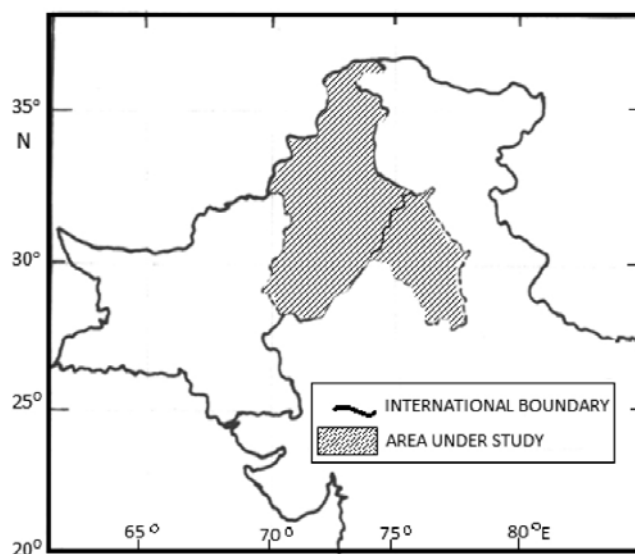 35°
N
30°
25°
INTERNATIONAL BOUNDARY
AREA UNDER STUDY
20°
65° 70° 75° 80°E